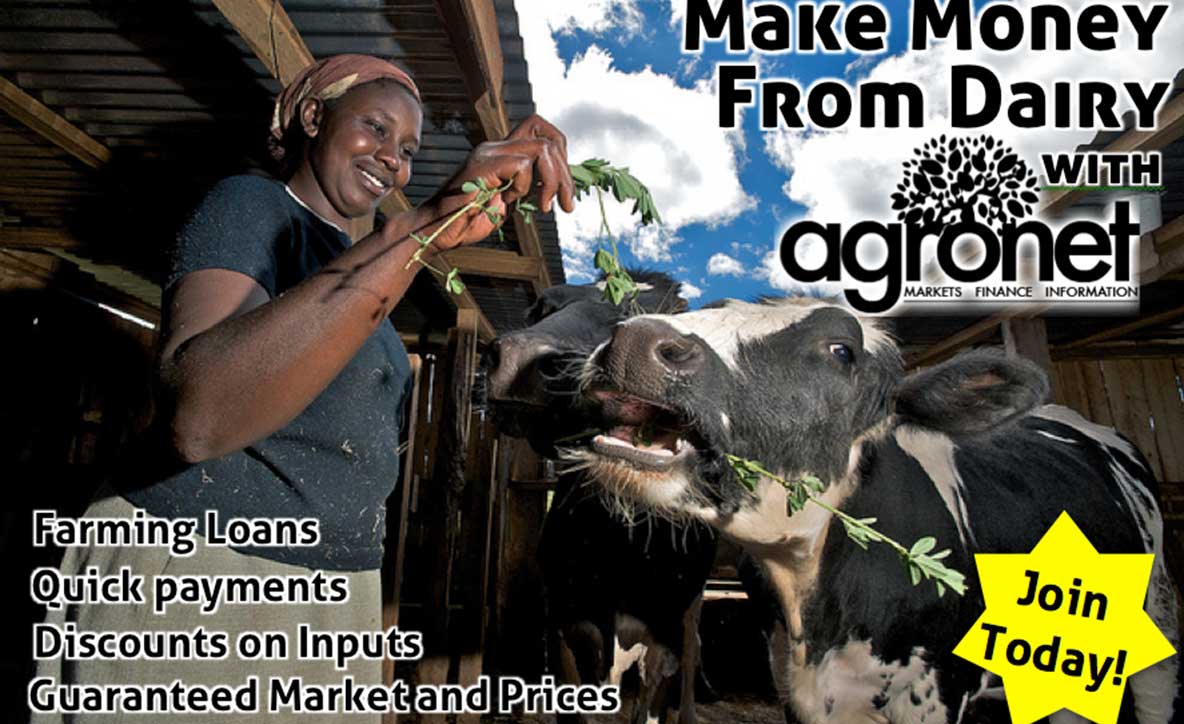 Make Money
From Dairy
WITH
agronet
MARKETS FINANCE INFORMATION
Farming Loans
Quick payments
Discounts on Inputs
Guaranteed Market and Prices
Join
Today!